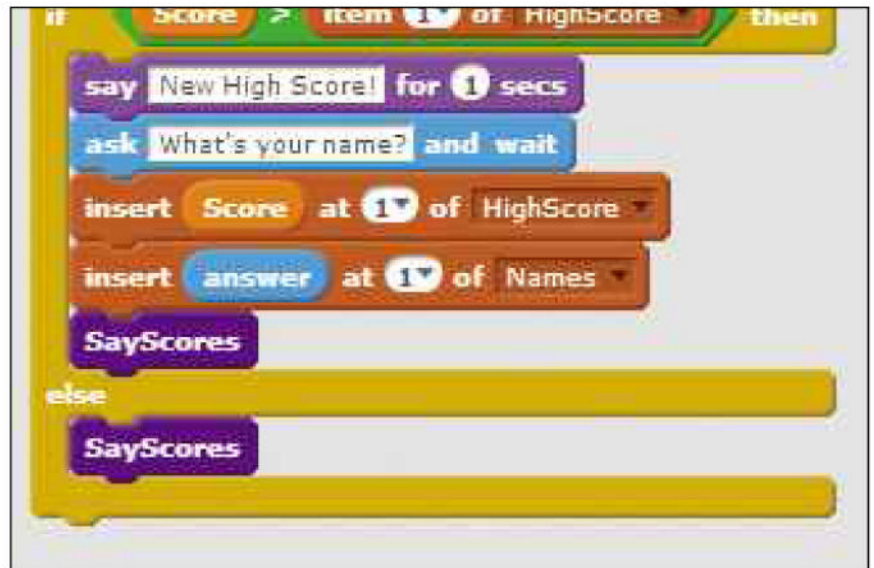 if Score > item 1 of HighScore then
say New High Score! for 1 secs
ask What's your name? and wait
insert Score at 1 of HighScore
insert answer at 1 of Names
SayScores
else
SayScores